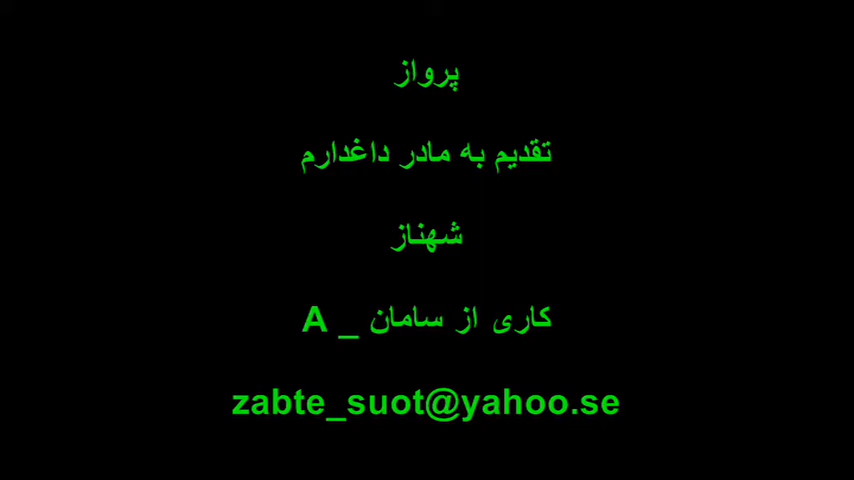 پرواز
تقدیم به مادر داغدارم
شهناز
کاری از سامان _ A
zabte_suot@yahoo.se